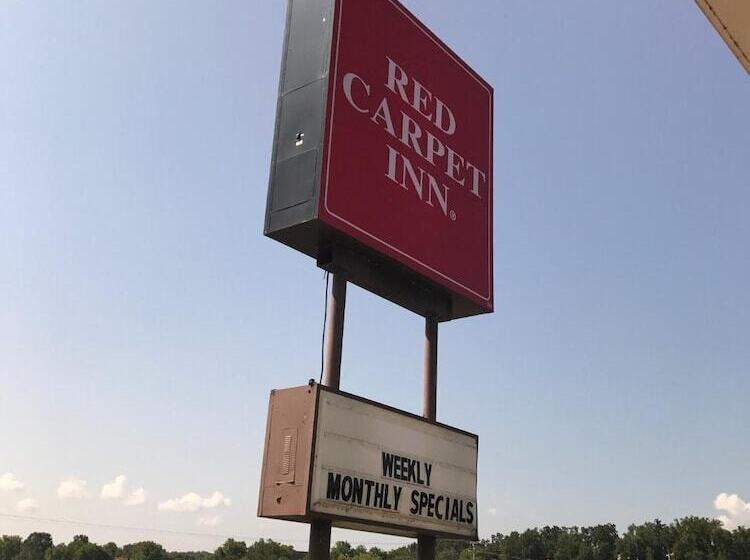 RED
CARPET
INN®
WEEKLY
MONTHLY SPECIALS